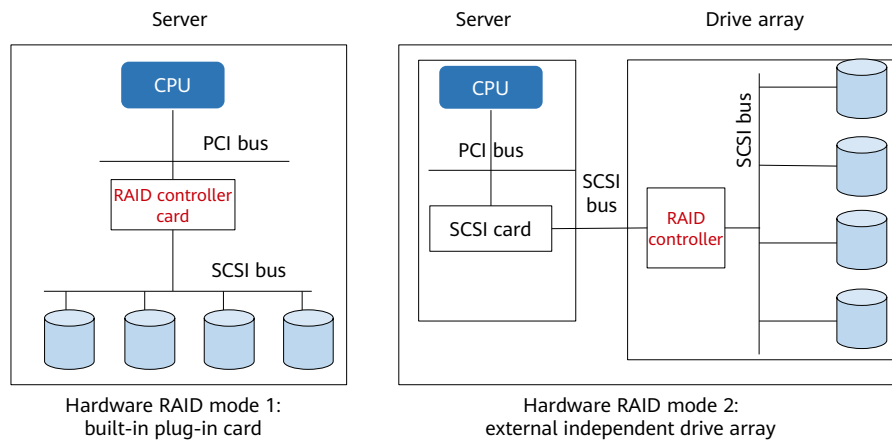 Server
CPU
PCI bus
RAID controller
card
SCSI bus
Hardware RAID mode 1:
built-in plug-in card
Server
Drive array
CPU
PCI bus
SCSI card
SCSI
bus
RAID
controller
SCSI bus
Hardware RAID mode 2:
external independent drive array